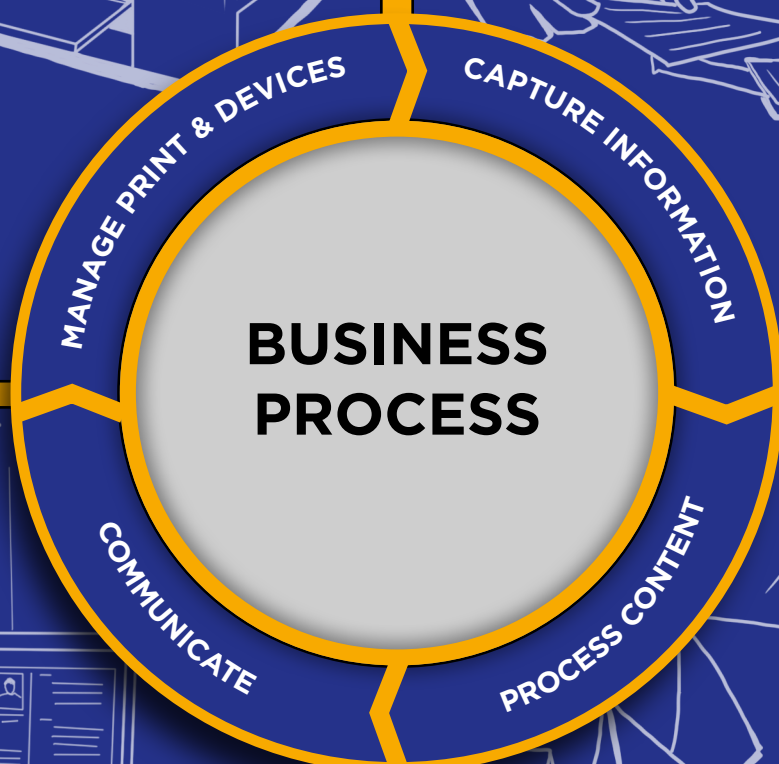 MANAGE PRINT & DEVICES
CAPTURE INFORMATION
BUSINESS
PROCESS
COMMUNICATE
PROCESS CONTENT